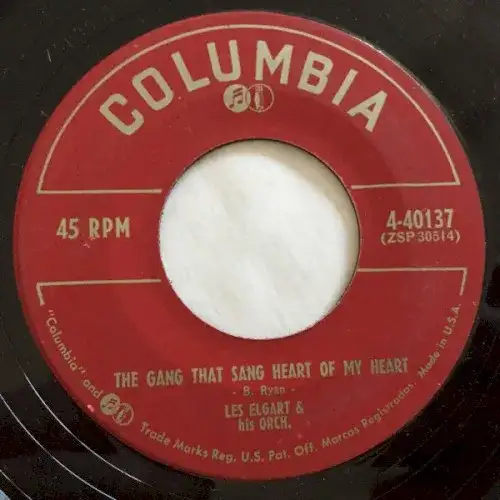 COLUMBIA
45 RPM
4-40137
(ZSP-30514)
THE GANG THAT SANG HEART OF MY HEART
- B. Ryan -
LES ELGART &
his ORCH.
"Columbia" and Trade Marks Reg. U.S. Pat. Off. Marcas Registradas. Made in U.S.A.